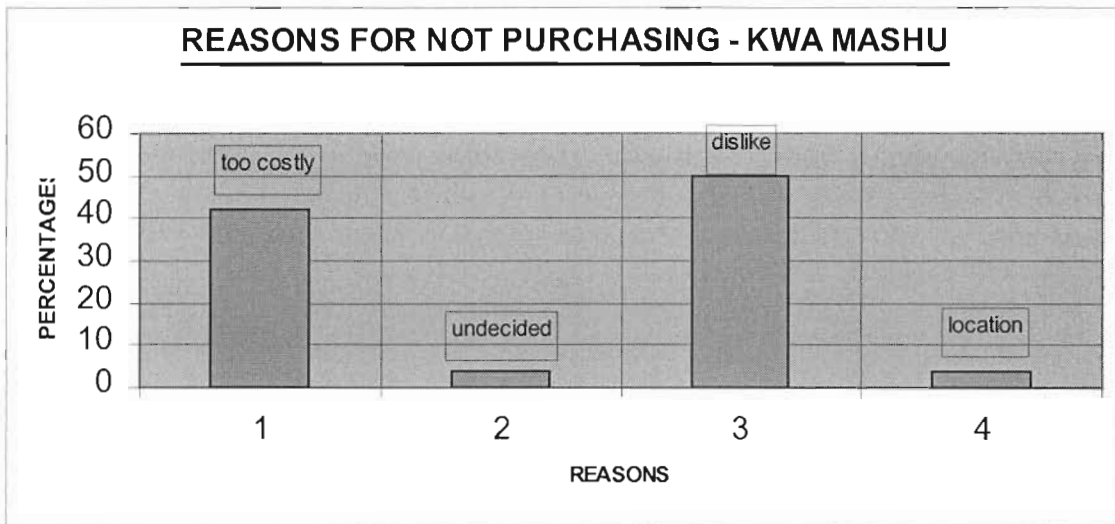 REASONS FOR NOT PURCHASING - KWA MASHU
60
50
40
30
20
10
0
PERCENTAGES
too costly
undecided
dislike
location
1 2 3 4
REASONS